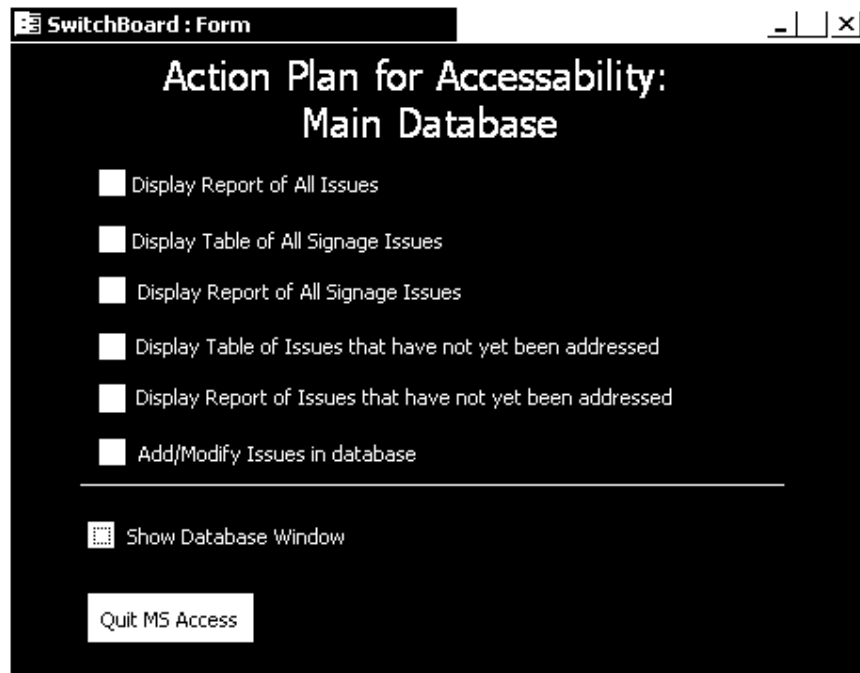 SwitchBoard : Form
Action Plan for Accessability:
Main Database
Display Report of All Issues
Display Table of All Signage Issues
Display Report of All Signage Issues
Display Table of Issues that have not yet been addressed
Display Report of Issues that have not yet been addressed
Add/Modify Issues in database
Show Database Window
Quit MS Access